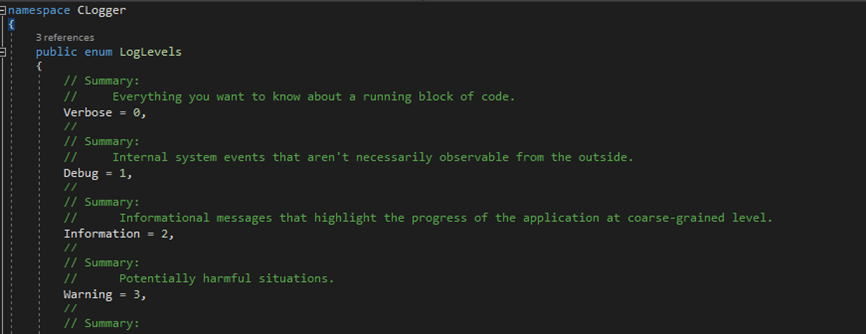 namespace CLogger
{
3 references
public enum LogLevels
{
// Summary:
//     Everything you want to know about a running block of code.
Verbose = 0,
//
// Summary:
//     Internal system events that aren't necessarily observable from the outside.
Debug = 1,
//
// Summary:
//      Informational messages that highlight the progress of the application at coarse-grained level.
Information = 2,
//
// Summary:
//      Potentially harmful situations.
Warning = 3,
//
// Summary: